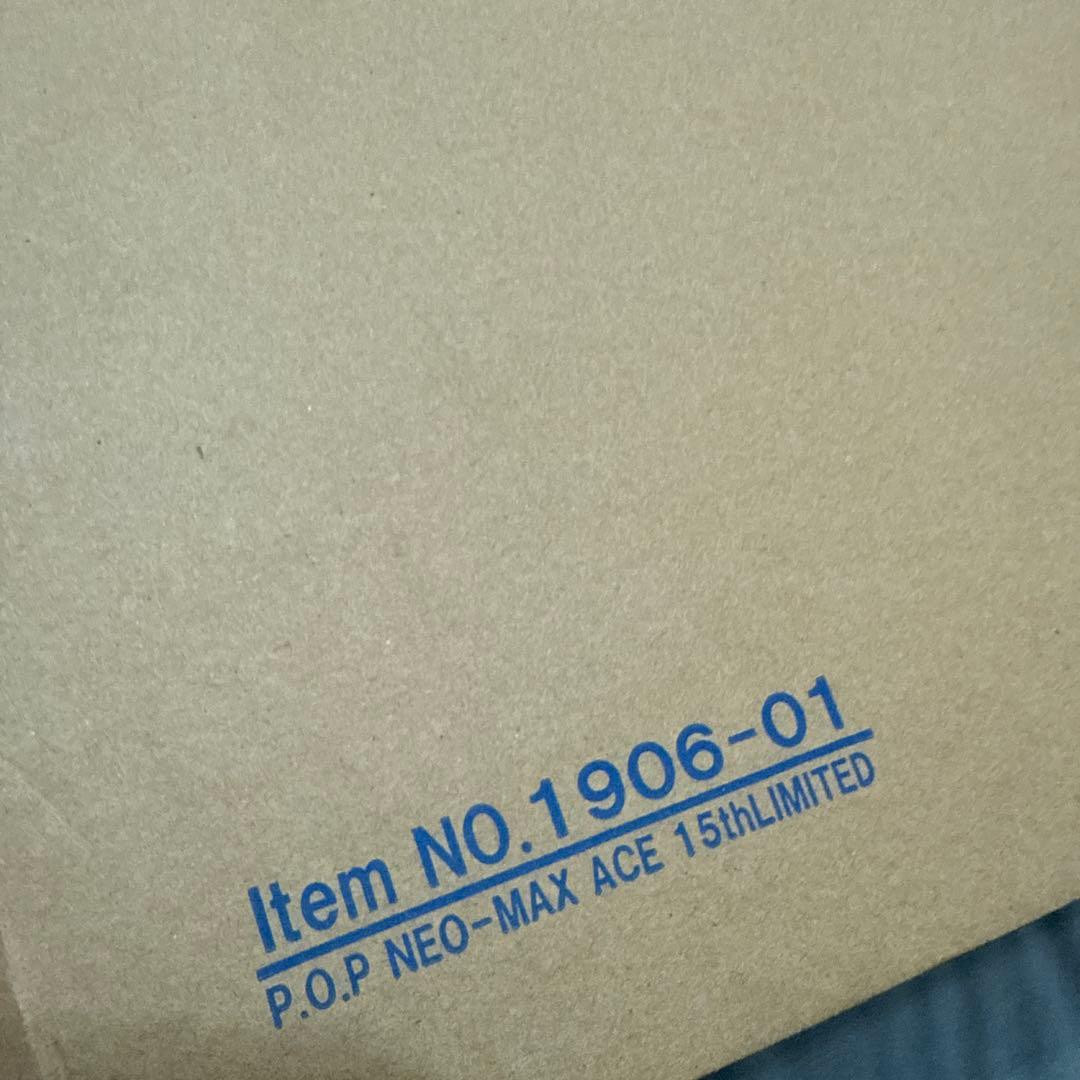 Item NO.1906-01
P.O.P NEO-MAX ACE 15thLIMITED